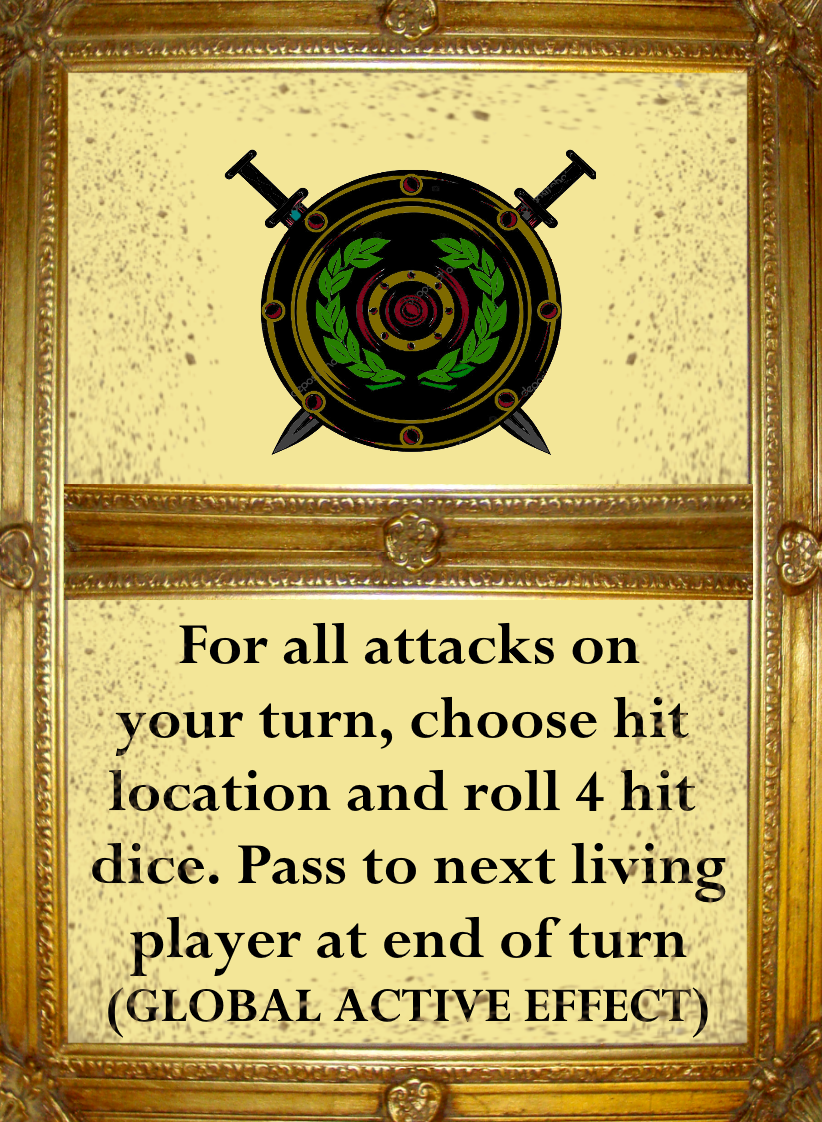 For all attacks on
your turn, choose hit
location and roll 4 hit
dice. Pass to next living
player at end of turn
(GLOBAL ACTIVE EFFECT)